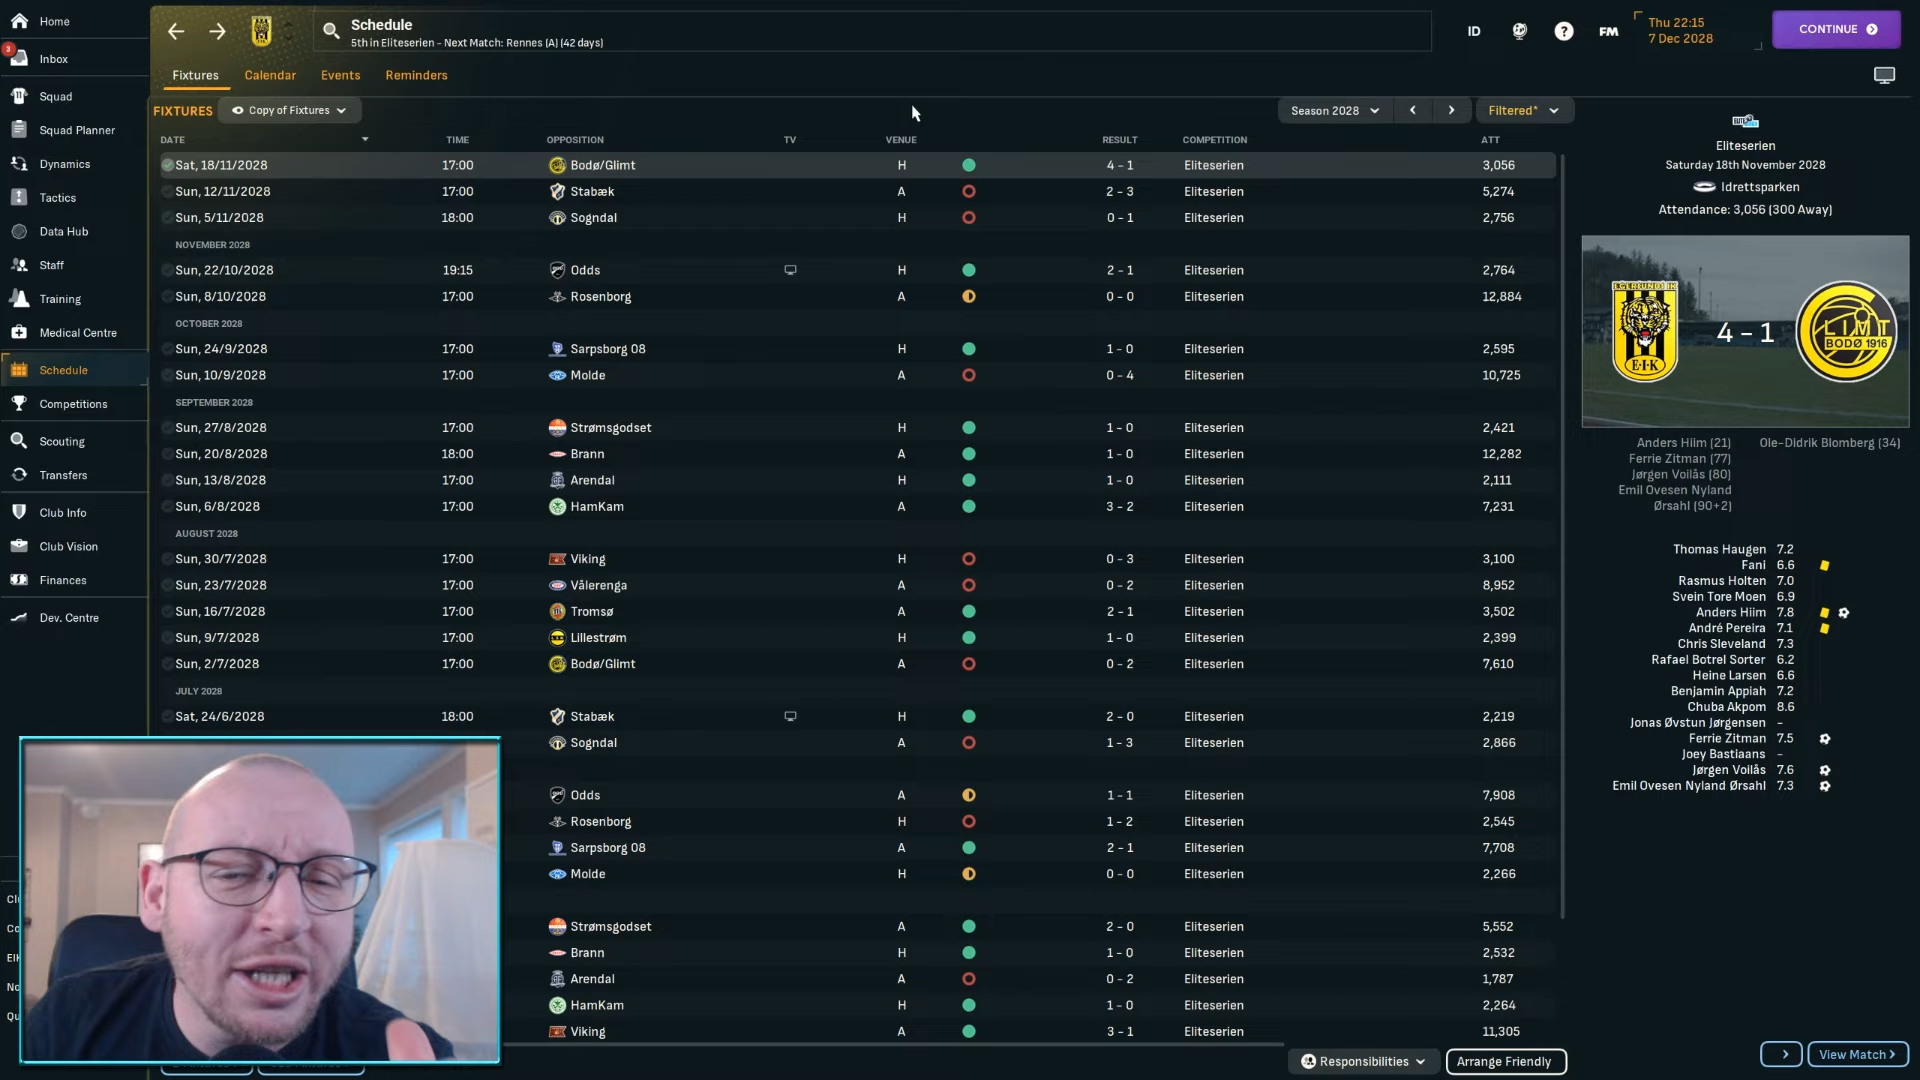 Home
3
Inbox
Squad
Squad Planner
Dynamics
Tactics
Data Hub
Staff
Training
Medical Centre
Schedule
Competitions
Scouting
Transfers
Club Info
Club Vision
Finances
Dev. Centre
Schedule
5th in Eliteserien - Next Match: Rennes (A) (42 days)
ID
FM
Thu 22:15
7 Dec 2028
CONTINUE
Fixtures Calendar Events Reminders
FIXTURES Copy of Fixtures Season 2028 Filtered*
DATE TIME OPPOSITION TV VENUE RESULT COMPETITION ATT
Sat, 18/11/2028 17:00 Bodø/Glimt H 4 - 1 Eliteserien 3,056
Sun, 12/11/2028 17:00 Stabæk A 2 - 3 Eliteserien 5,274
Sun, 5/11/2028 18:00 Sogndal H 0 - 1 Eliteserien 2,756
NOVEMBER 2028
Sun, 22/10/2028 19:15 Odds H 2 - 1 Eliteserien 2,764
Sun, 8/10/2028 17:00 Rosenborg A 0 - 0 Eliteserien 12,884
OCTOBER 2028
Sun, 24/9/2028 17:00 Sarpsborg 08 H 1 - 0 Eliteserien 2,595
Sun, 10/9/2028 17:00 Molde A 0 - 4 Eliteserien 10,725
SEPTEMBER 2028
Sun, 27/8/2028 17:00 Strømsgodset H 1 - 0 Eliteserien 2,421
Sun, 20/8/2028 18:00 Brann A 1 - 0 Eliteserien 12,282
Sun, 13/8/2028 17:00 Arendal H 1 - 0 Eliteserien 2,111
Sun, 6/8/2028 17:00 HamKam A 3 - 2 Eliteserien 7,231
AUGUST 2028
Sun, 30/7/2028 17:00 Viking H 0 - 3 Eliteserien 3,100
Sun, 23/7/2028 17:00 Vålerenga A 0 - 2 Eliteserien 8,952
Sun, 16/7/2028 17:00 Tromsø A 2 - 1 Eliteserien 3,502
Sun, 9/7/2028 17:00 Lillestrøm H 1 - 0 Eliteserien 2,399
Sun, 2/7/2028 17:00 Bodø/Glimt A 0 - 2 Eliteserien 7,610
JULY 2028
Sat, 24/6/2028 18:00 Stabæk H 2 - 0 Eliteserien 2,219
Sogndal A 1 - 3 Eliteserien 2,866
Odds A 1 - 1 Eliteserien 7,908
Rosenborg H 1 - 2 Eliteserien 2,545
Sarpsborg 08 A 2 - 1 Eliteserien 7,708
Molde H 0 - 0 Eliteserien 2,266
Strømsgodset A 2 - 0 Eliteserien 5,552
Brann H 1 - 0 Eliteserien 2,532
Arendal A 0 - 2 Eliteserien 1,787
HamKam H 1 - 0 Eliteserien 2,264
Viking A 3 - 1 Eliteserien 11,305
Responsibilities Arrange Friendly
Eliteserien
Saturday 18th November 2028
Idrettsparken
Attendance: 3,056 (300 Away)
E·I·K
4 - 1
LIMT
BODØ 1916
Anders Hiim (21) Ole-Didrik Blomberg (34)
Ferrie Zitman (77)
Jørgen Voilås (80)
Emil Ovesen Nyland
Ørsahl (90+2)
Thomas Haugen 7.2
Fani 6.6
Rasmus Holten 7.0
Svein Tore Moen 6.9
Anders Hiim 7.8
André Pereira 7.1
Chris Sleveland 7.3
Rafael Botrel Sorter 6.2
Heine Larsen 6.6
Benjamin Appiah 7.2
Chuba Akpom 8.6
Jonas Øvstun Jørgensen -
Ferrie Zitman 7.5
Joey Bastiaans -
Jørgen Voilås 7.6
Emil Ovesen Nyland Ørsahl 7.3
View Match